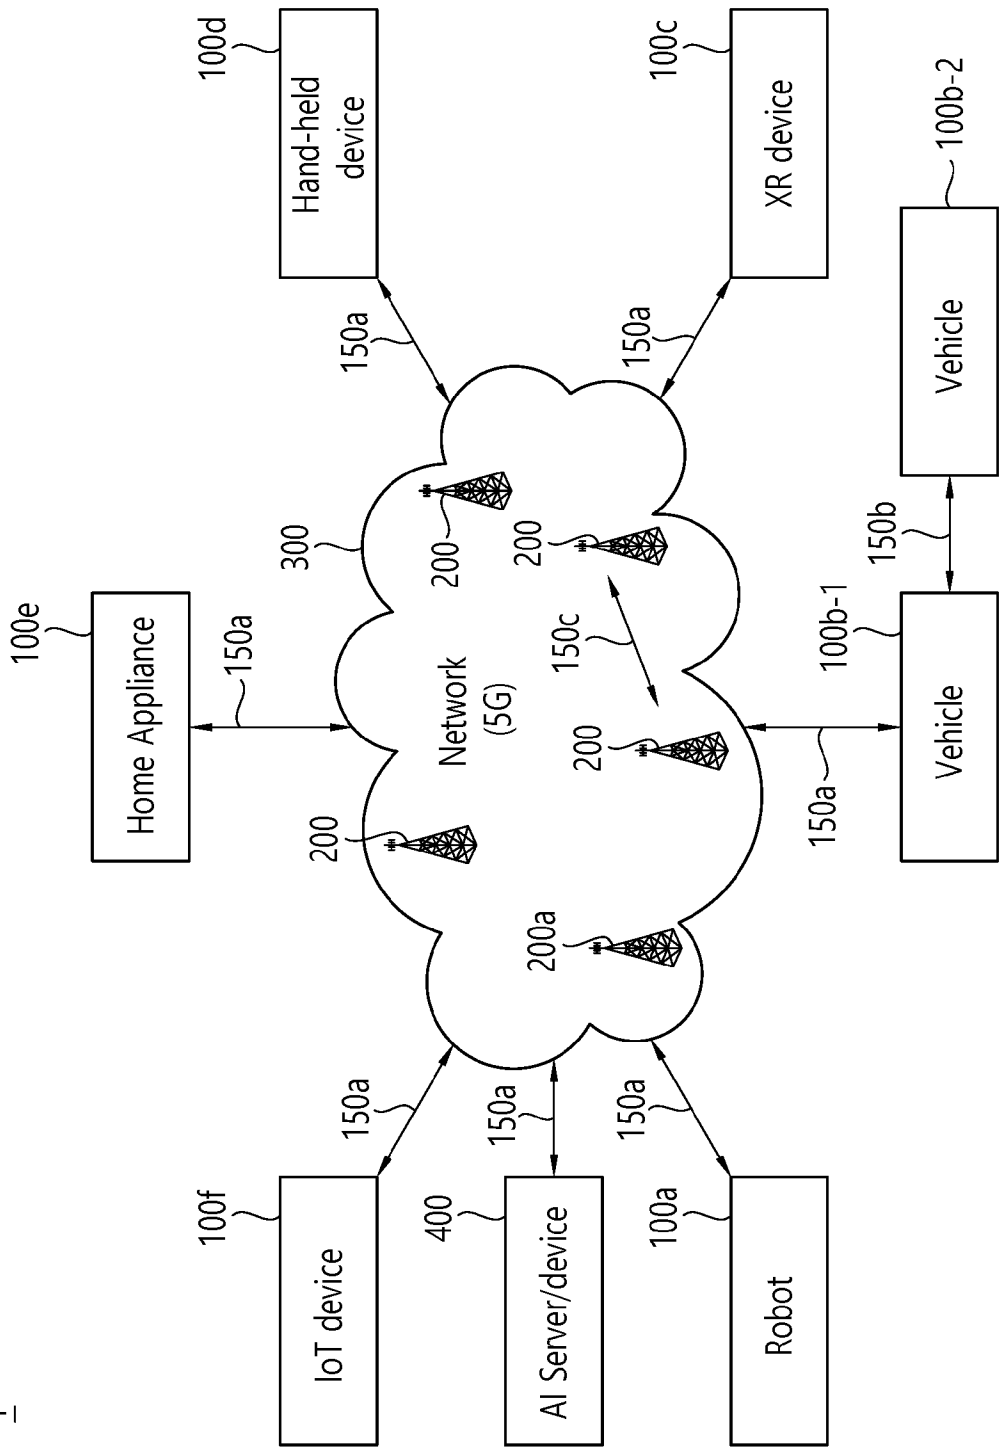 100e
Home Appliance
100f
150a
100d
300
IoT device
Hand-held
device
200
150a
150a
400
200
Network
(5G)
150a
200
200a
AI Server/device
150c
200
150a
150a
100a
100c
Robot
XR device
150a
100b-1
150b
Vehicle
Vehicle
100b-2